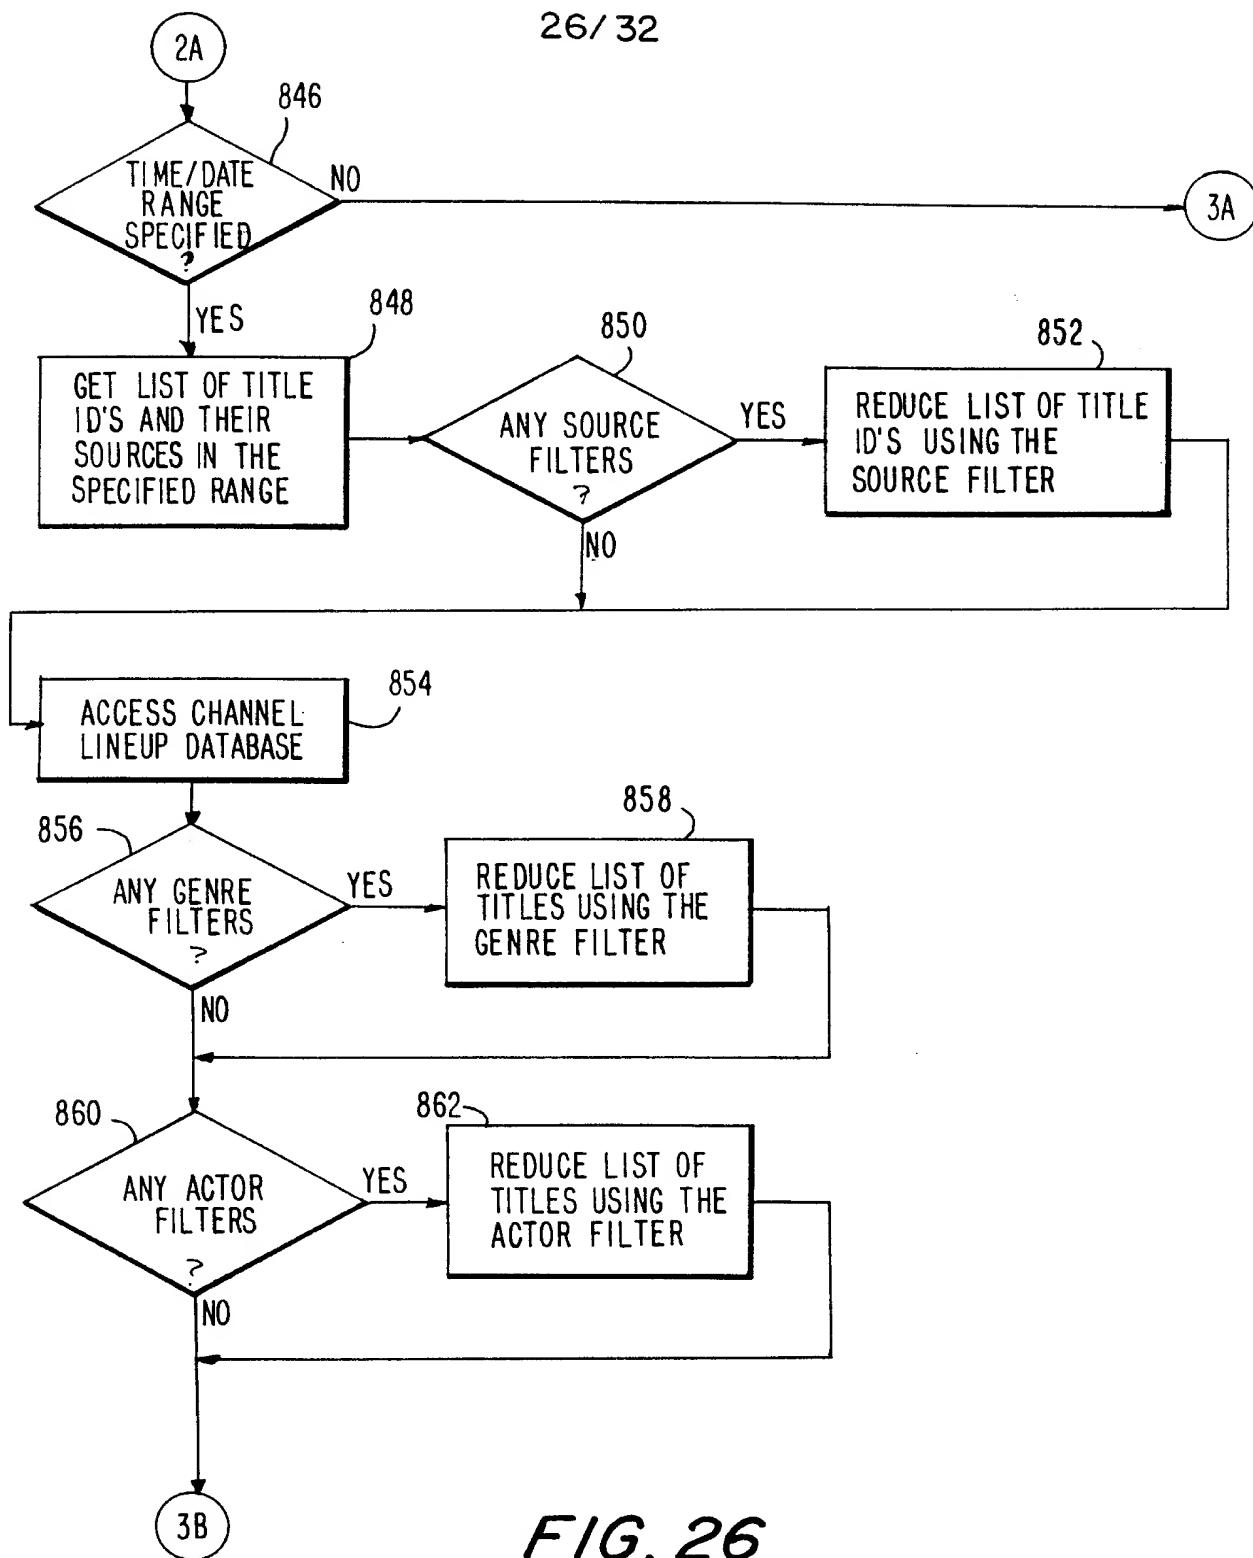 26/32
2A
846
TIME/DATE
RANGE
SPECIFIED
?
NO
3A
YES
848
GET LIST OF TITLE
ID'S AND THEIR
SOURCES IN THE
SPECIFIED RANGE
850
ANY SOURCE
FILTERS
?
YES
NO
852
REDUCE LIST OF TITLE
ID'S USING THE
SOURCE FILTER
854
ACCESS CHANNEL
LINEUP DATABASE
856
ANY GENRE
FILTERS
?
YES
NO
858
REDUCE LIST OF
TITLES USING THE
GENRE FILTER
860
ANY ACTOR
FILTERS
?
YES
NO
862
REDUCE LIST OF
TITLES USING THE
ACTOR FILTER
3B
FIG. 26